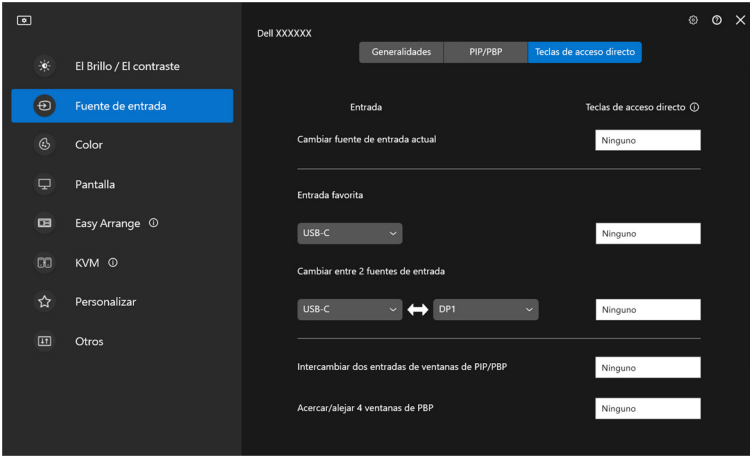 Dell XXXXXX
Generalidades PIP/PBP Teclas de acceso directo
El Brillo / El contraste
Fuente de entrada
Color
Pantalla
Easy Arrange
KVM
Personalizar
Otros
Entrada Teclas de acceso directo
Cambiar fuente de entrada actual Ninguno
Entrada favorita
USB-C Ninguno
Cambiar entre 2 fuentes de entrada
USB-C DP1 Ninguno
Intercambiar dos entradas de ventanas de PIP/PBP Ninguno
Acercar/alejar 4 ventanas de PBP Ninguno